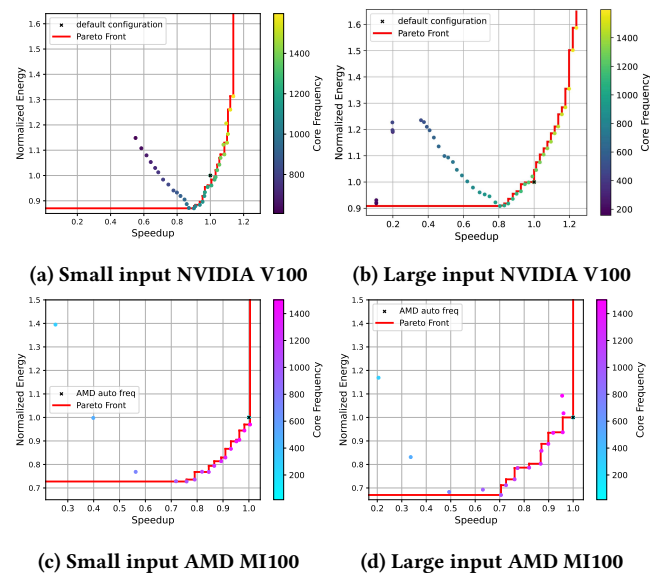 default configuration
Pareto Front
1.6
1.5
1.4
1.3
1.2
1.1
1.0
0.9
Normalized Energy
0.2 0.4 0.6 0.8 1.0 1.2
Speedup
1400
1200
1000
800
Core Frequency
(a) Small input NVIDIA V100
default configuration
Pareto Front
1.6
1.5
1.4
1.3
1.2
1.1
1.0
0.9
Normalized Energy
0.2 0.4 0.6 0.8 1.0 1.2
Speedup
1400
1200
1000
800
600
400
200
Core Frequency
(b) Large input NVIDIA V100
1.5
1.4
1.3
1.2
1.1
1.0
0.9
0.8
0.7
Normalized Energy
AMD auto freq
Pareto Front
0.2 0.3 0.4 0.5 0.6 0.7 0.8 0.9 1.0
Speedup
1400
1200
1000
800
600
400
200
Core Frequency
(c) Small input AMD MI100
AMD auto freq
Pareto Front
1.5
1.4
1.3
1.2
1.1
1.0
0.9
0.8
0.7
Normalized Energy
0.2 0.3 0.4 0.5 0.6 0.7 0.8 0.9 1.0
Speedup
1400
1200
1000
800
600
400
200
Core Frequency
(d) Large input AMD MI100